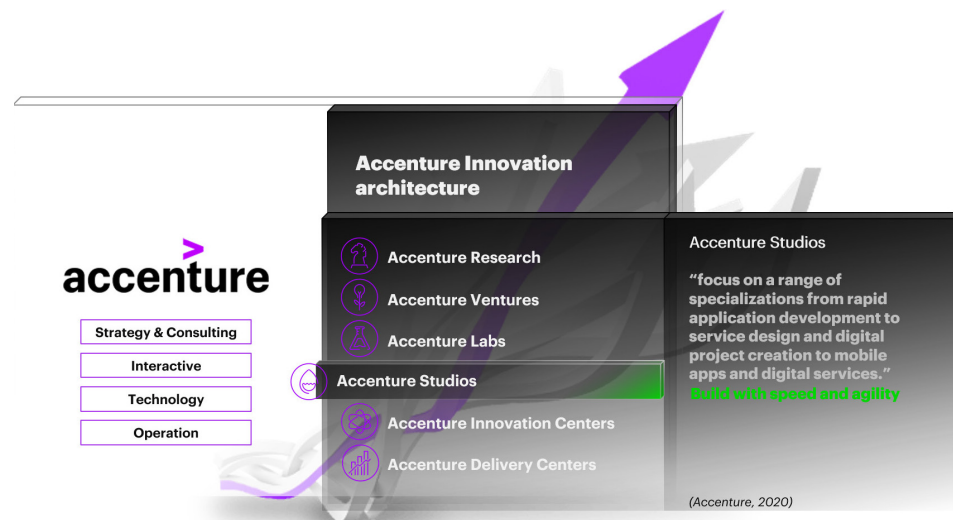 Accenture Innovation
architecture
>
accenture
Strategy & Consulting
Interactive
Technology
Operation
Accenture Research
Accenture Ventures
Accenture Labs
Accenture Studios
Accenture Innovation Centers
Accenture Delivery Centers
Accenture Studios
“focus on a range of
specializations from rapid
application development to
service design and digital
project creation to mobile
apps and digital services.”
Build with speed and agility
(Accenture, 2020)